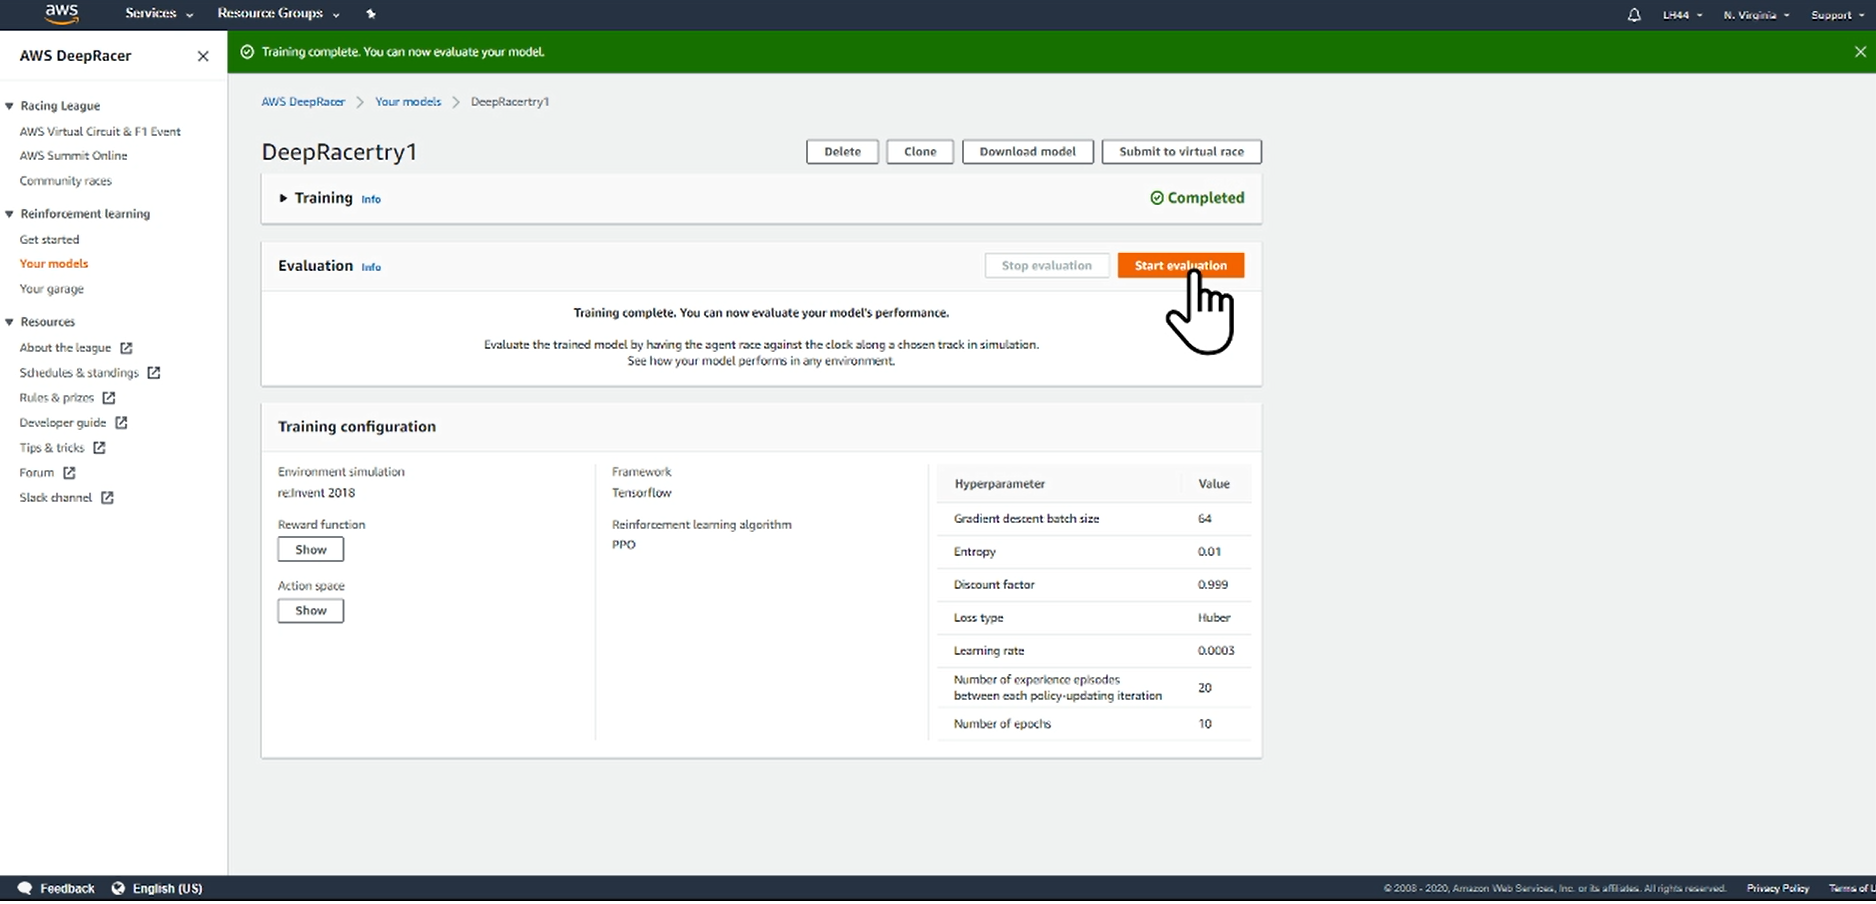 aws Services Resource Groups LH44 N. Virginia Support
AWS DeepRacer
Training complete. You can now evaluate your model.
Racing League
AWS Virtual Circuit & F1 Event
AWS Summit Online
Community races
Reinforcement learning
Get started
Your models
Your garage
Resources
About the league
Schedules & standings
Rules & prizes
Developer guide
Tips & tricks
Forum
Slack channel
AWS DeepRacer > Your models > DeepRacertry1
DeepRacertry1 Delete Clone Download model Submit to virtual race
Training Info Completed
Evaluation Info Stop evaluation Start evaluation
Training complete. You can now evaluate your model's performance.
Evaluate the trained model by having the agent race against the clock along a chosen track in simulation.
See how your model performs in any environment.
Training configuration
Environment simulation
re:Invent 2018
Reward function
Show
Action space
Show
Framework
Tensorflow
Reinforcement learning algorithm
PPO
Hyperparameter Value
Gradient descent batch size 64
Entropy 0.01
Discount factor 0.999
Loss type Huber
Learning rate 0.0003
Number of experience episodes
between each policy-updating iteration 20
Number of epochs 10
Feedback English (US) © 2008 - 2020, Amazon Web Services, Inc. or its affiliates. All rights reserved. Privacy Policy Terms of U